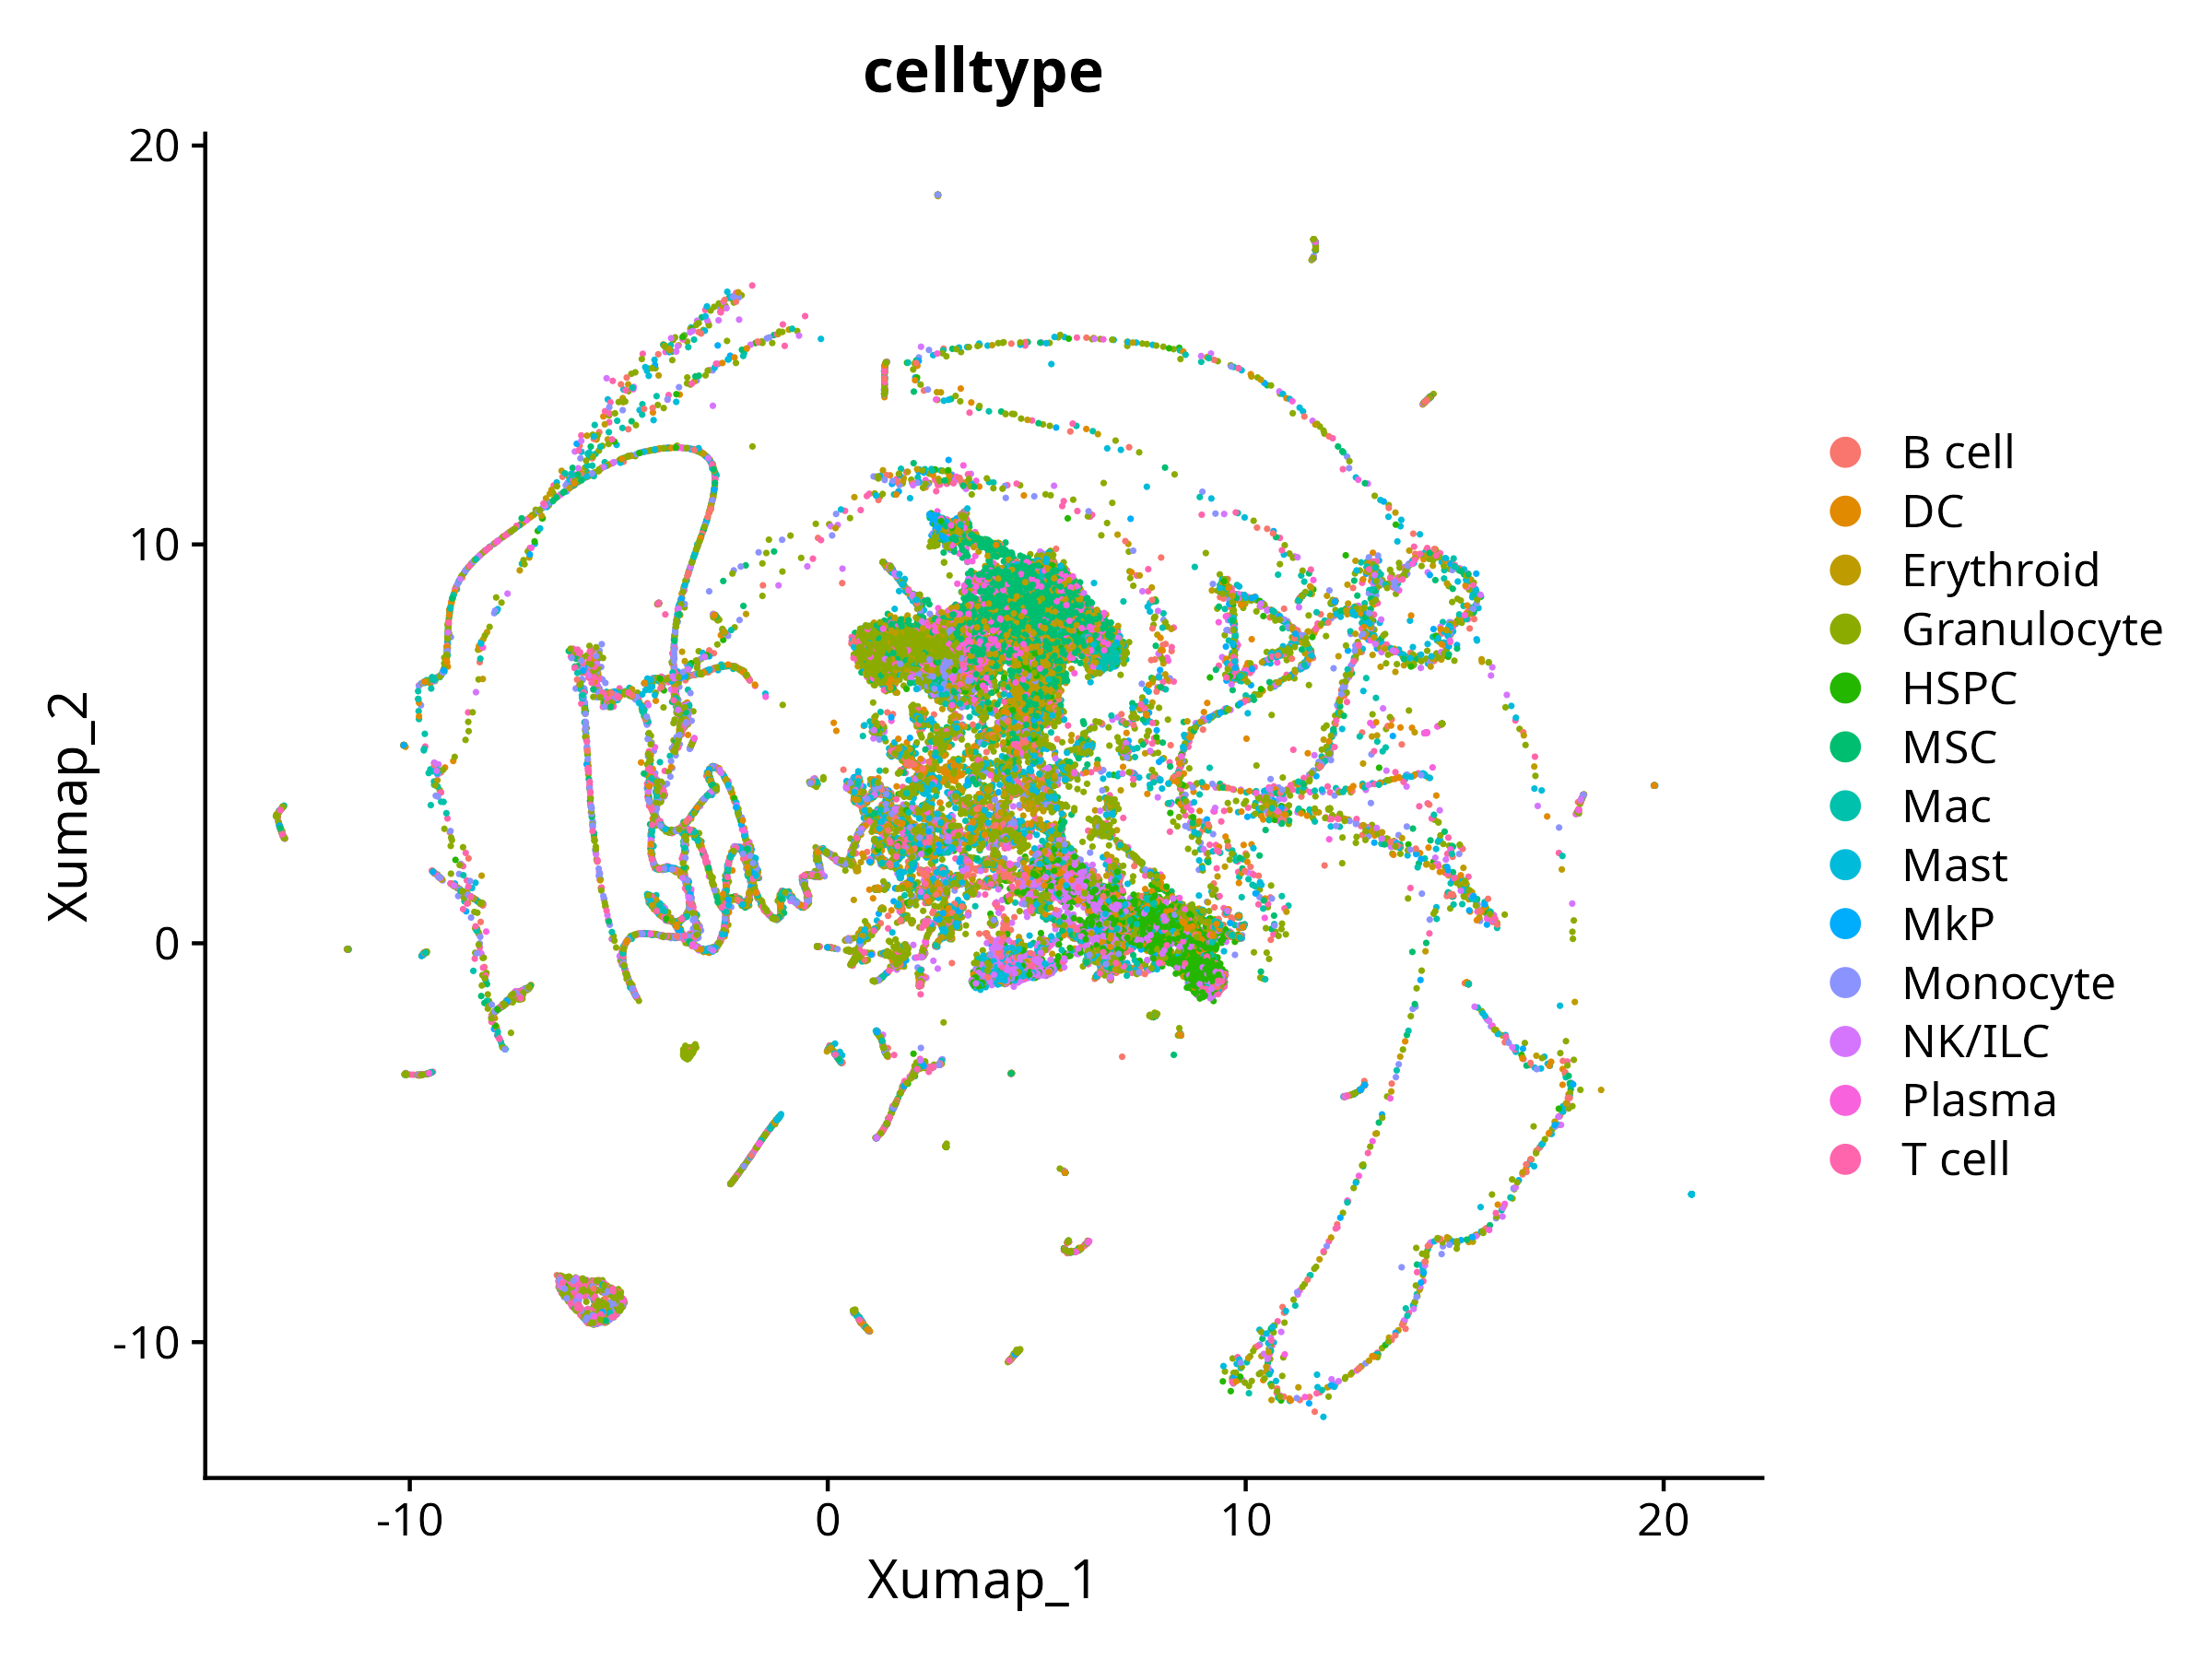 celltype
20
10
0
-10
Xumap_2
-10
0
10
20
Xumap_1
B cell
DC
Erythroid
Granulocyte
HSPC
MSC
Mac
Mast
MkP
Monocyte
NK/ILC
Plasma
T cell